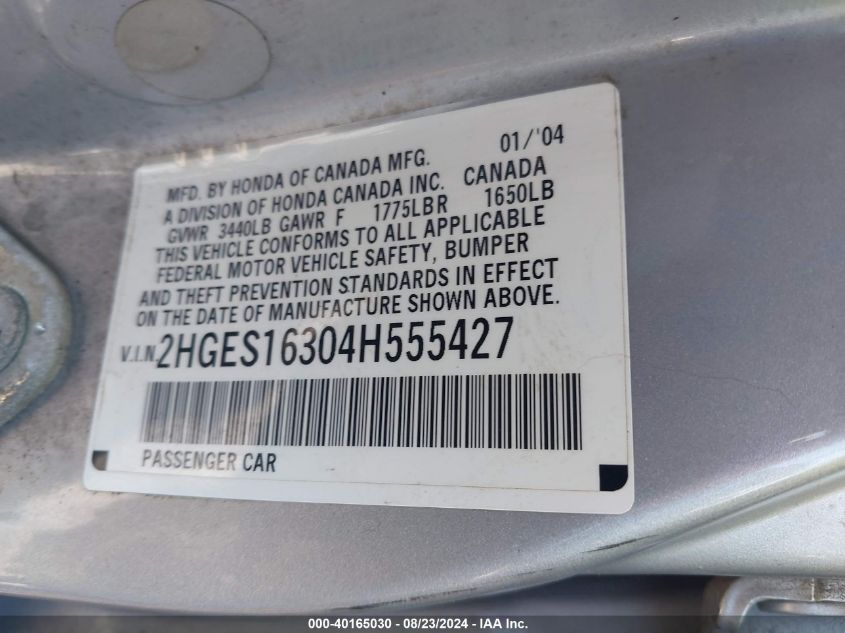 01/'04
MFD. BY HONDA OF CANADA MFG.
A DIVISION OF HONDA CANADA INC. CANADA
GVWR 3440LB GAWR F 1775LBR 1650LB
THIS VEHICLE CONFORMS TO ALL APPLICABLE
FEDERAL MOTOR VEHICLE SAFETY, BUMPER
AND THEFT PREVENTION STANDARDS IN EFFECT
ON THE DATE OF MANUFACTURE SHOWN ABOVE.
V.I.N. 2HGES16304H555427
PASSENGER CAR
000-40165030 - 08/23/2024 - IAA Inc.